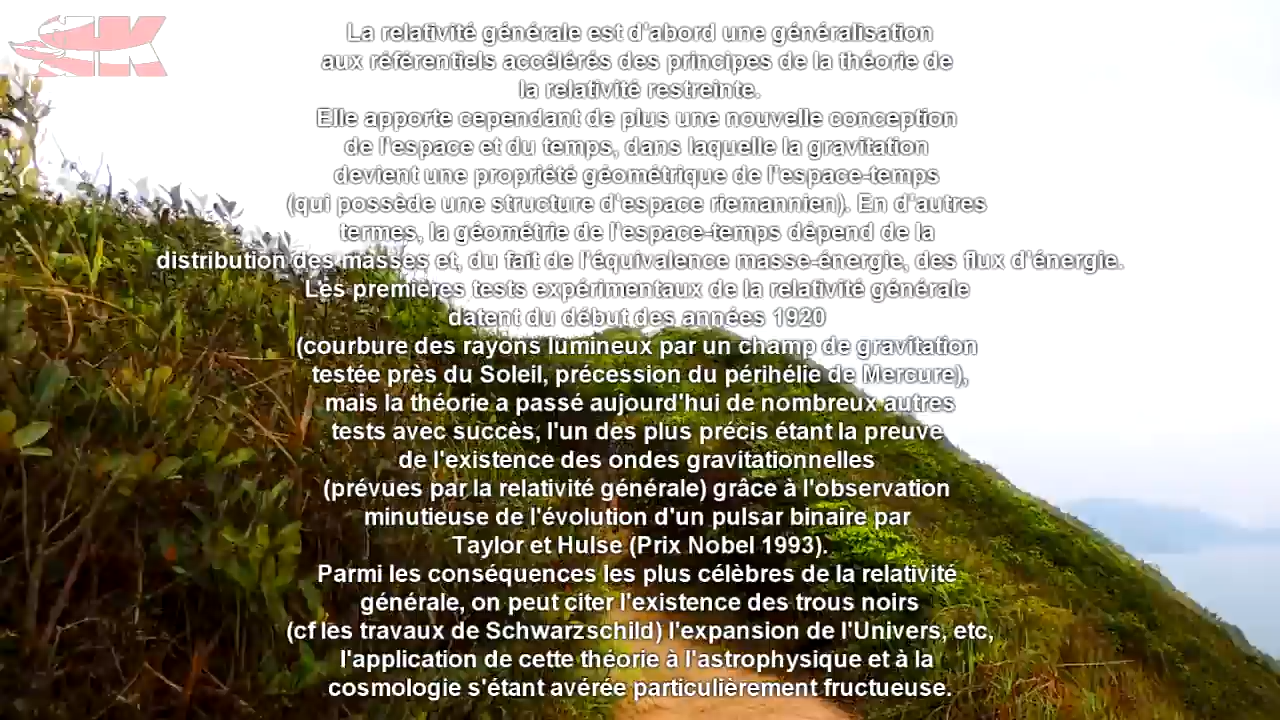 La relativité générale est d'abord une généralisation
aux référentiels accélérés des principes de la théorie de
la relativité restreinte.
Elle apporte cependant de plus une nouvelle conception
de l'espace et du temps, dans laquelle la gravitation
devient une propriété géométrique de l'espace-temps
(qui possède une structure d'espace riemannien). En d'autres
termes, la géométrie de l'espace-temps dépend de la
distribution des masses et, du fait de l'équivalence masse-énergie, des flux d'énergie.
Les premières tests expérimentaux de la relativité générale
datent du début des années 1920
(courbure des rayons lumineux par un champ de gravitation
testée près du Soleil, précession du périhélie de Mercure),
mais la théorie a passé aujourd'hui de nombreux autres
tests avec succès, l'un des plus précis étant la preuve
de l'existence des ondes gravitationnelles
(prévues par la relativité générale) grâce à l'observation
minutieuse de l'évolution d'un pulsar binaire par
Taylor et Hulse (Prix Nobel 1993).
Parmi les conséquences les plus célèbres de la relativité
générale, on peut citer l'existence des trous noirs
(cf les travaux de Schwarzschild) l'expansion de l'Univers, etc,
l'application de cette théorie à l'astrophysique et à la
cosmologie s'étant avérée particulièrement fructueuse.